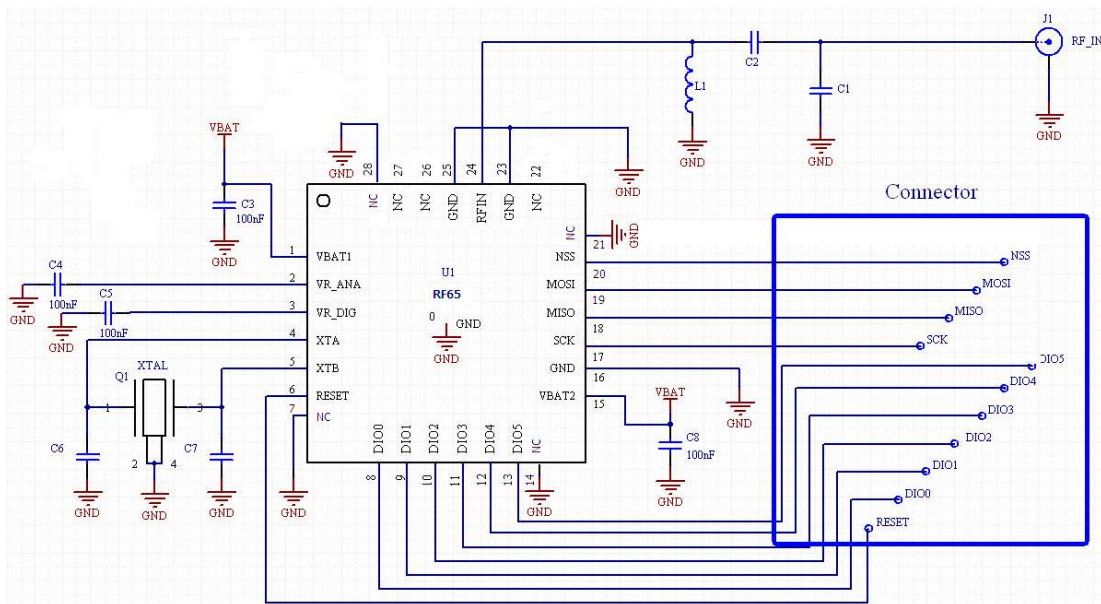 J1
RF_IN
C2
L1
C1
GND
GND
GND
VBAT
GND
28
27
26
25
24
23
22
GND
NC
NC
NC
GND
RFIN
GND
NC
Connector
C3
100nF
GND
NC
21
GND
1
VBAT1
NSS
20
NSS
C4
100nF
GND
2
VR_ANA
U1
RF65
MOSI
19
MOSI
C5
100nF
GND
3
VR_DIG
0
GND
GND
MISO
18
MISO
4
XTA
SCK
17
SCK
XTAL
Q1
5
XTB
GND
16
DIO5
6
RESET
VBAT2
15
VBAT
GND
DIO4
1
3
7
NC
DIO3
C6
C7
2
4
DIO0
DIO1
DIO2
DIO3
DIO4
DIO5
NC
C8
100nF
DIO2
8
9
10
11
12
13
14
DIO1
GND
GND
GND
GND
GND
GND
DIO0
RESET